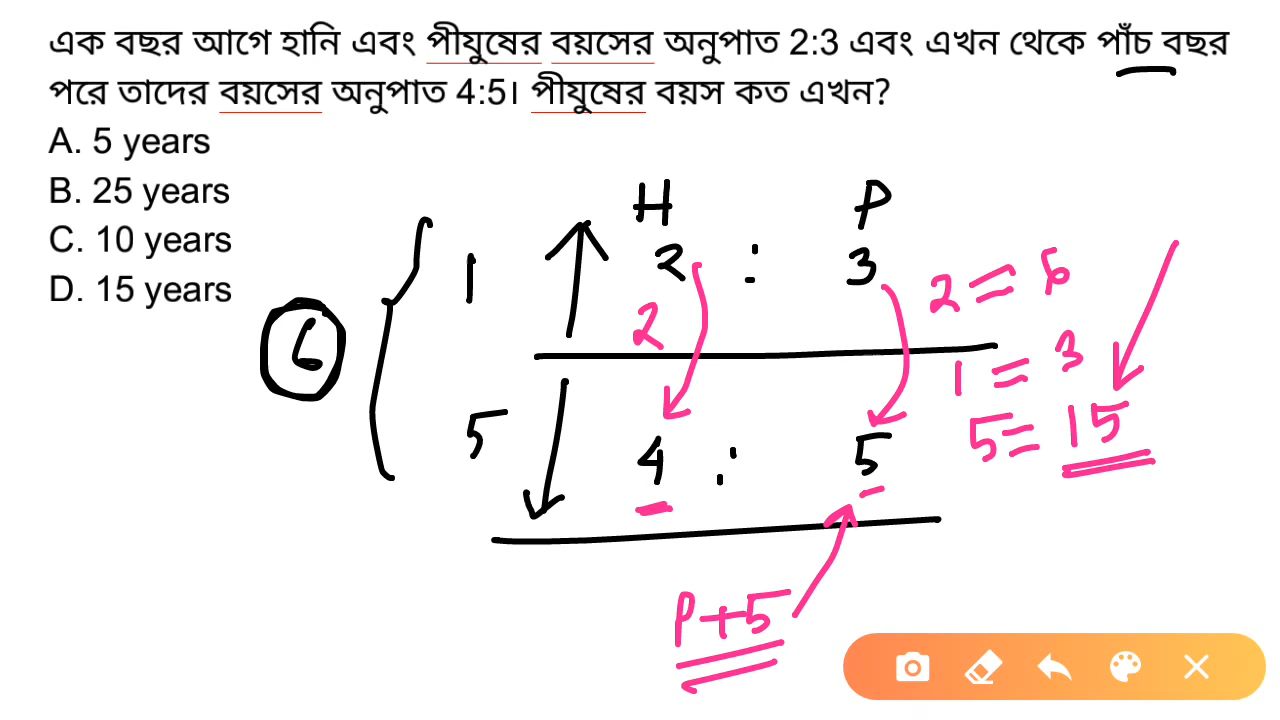 এক বছর আগে হানি এবং পীযুষের বয়সের অনুপাত 2:3 এবং এখন থেকে পাঁচ বছর
পরে তাদের বয়সের অনুপাত 4:5। পীযুষের বয়স কত এখন?
A. 5 years
B. 25 years
C. 10 years
D. 15 years
H P
1 2 : 3
2 = 6
6
2
1 = 3
5 4 : 5
5 = 15
P+5